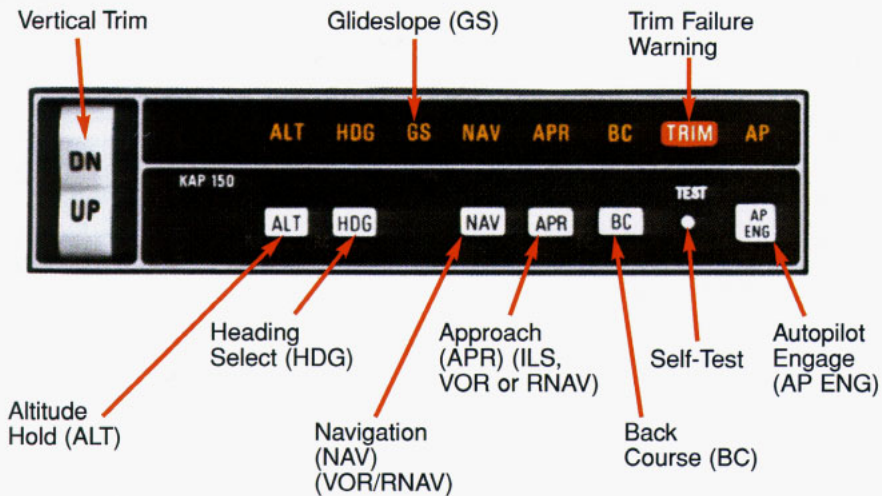 Vertical Trim
Glideslope (GS)
Trim Failure
Warning
ALT HDG GS NAV APR BC TRIM AP
DN
UP
KAP 150
TEST
ALT HDG NAV APR BC AP
ENG
Heading
Select (HDG)
Approach
(APR) (ILS,
VOR or RNAV)
Self-Test
Autopilot
Engage
(AP ENG)
Altitude
Hold (ALT)
Navigation
(NAV)
(VOR/RNAV)
Back
Course (BC)